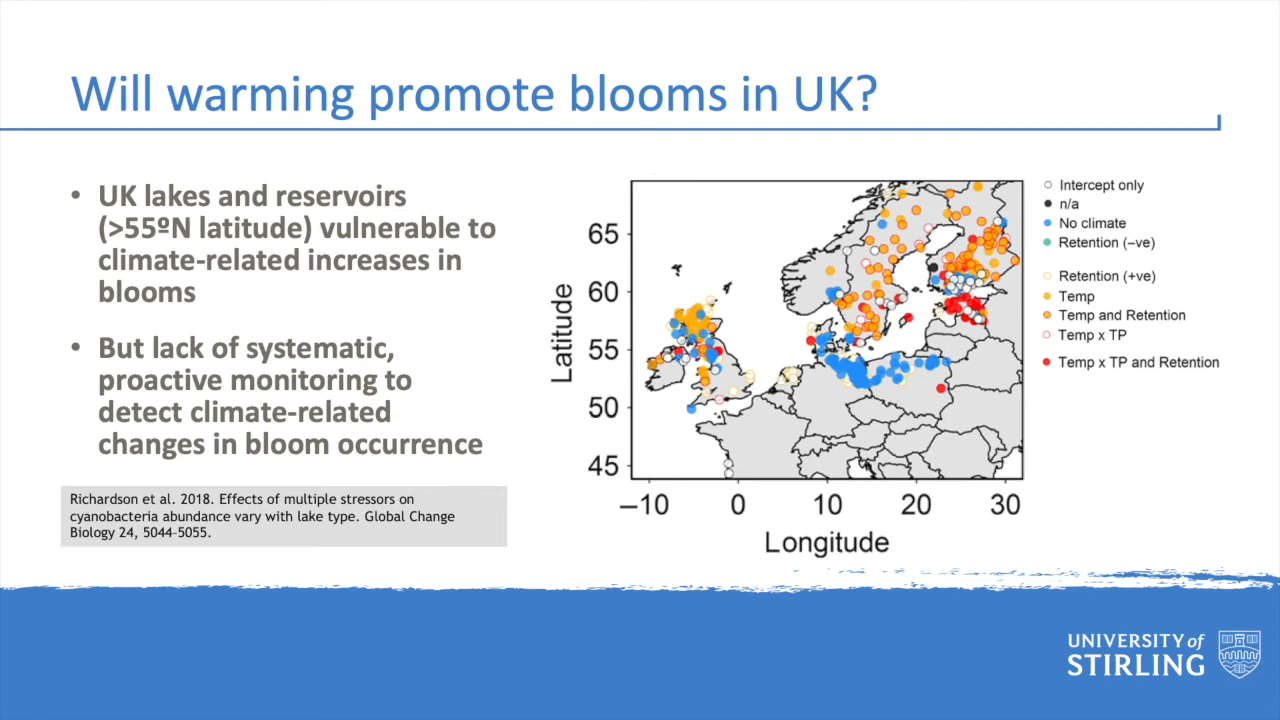 Will warming promote blooms in UK?
• UK lakes and reservoirs
(>55ºN latitude) vulnerable to
climate-related increases in
blooms
• But lack of systematic,
proactive monitoring to
detect climate-related
changes in bloom occurrence
Richardson et al. 2018. Effects of multiple stressors on
cyanobacteria abundance vary with lake type. Global Change
Biology 24, 5044–5055.
Latitude
65
60
55
50
45
–10 0 10 20 30
Longitude
Intercept only
n/a
No climate
Retention (–ve)
Retention (+ve)
Temp
Temp and Retention
Temp x TP
Temp x TP and Retention
UNIVERSITY of
STIRLING